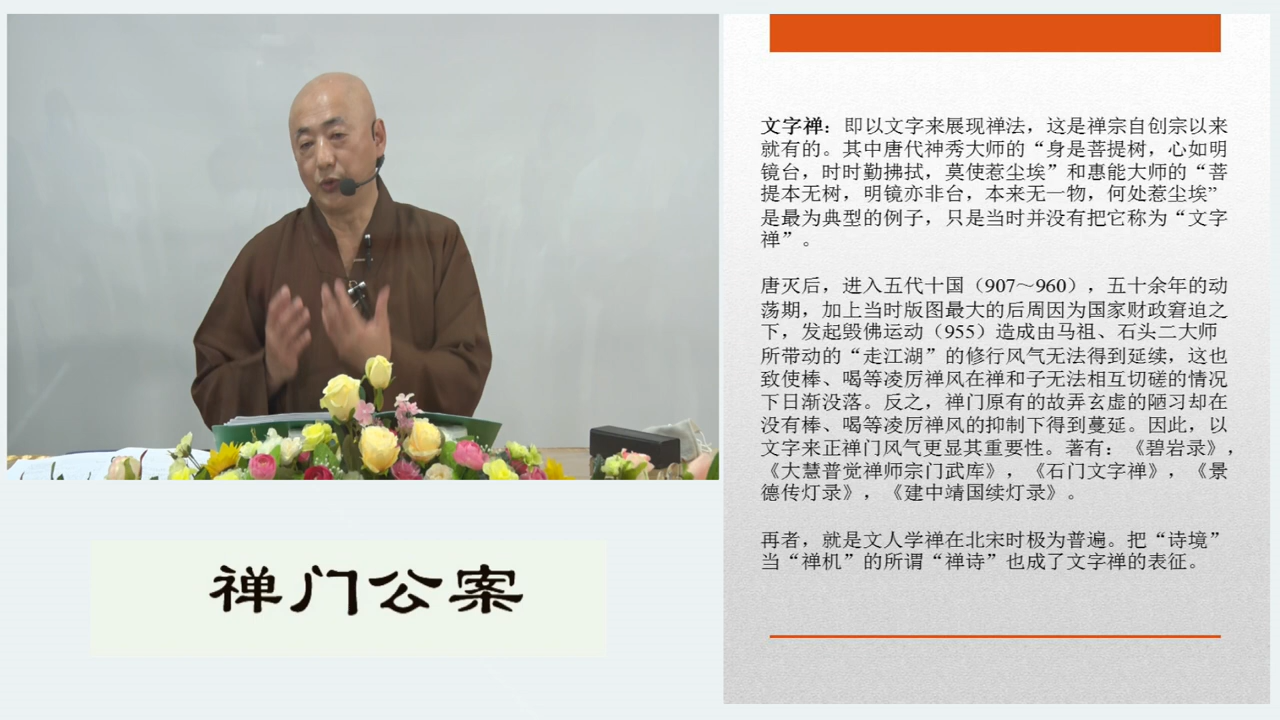 文字禅：即以文字来展现禅法，这是禅宗自创宗以来
就有的。其中唐代神秀大师的“身是菩提树，心如明
镜台，时时勤拂拭，莫使惹尘埃”和惠能大师的“菩
提本无树，明镜亦非台，本来无一物，何处惹尘埃”
是最为典型的例子，只是当时并没有把它称为“文字
禅”。
唐灭后，进入五代十国（907～960），五十余年的动
荡期，加上当时版图最大的后周因为国家财政窘迫之
下，发起毁佛运动（955）造成由马祖、石头二大师
所带动的“走江湖”的修行风气无法得到延续，这也
致使棒、喝等凌厉禅风在禅和子无法相互切磋的情况
下日渐没落。反之，禅门原有的故弄玄虚的陋习却在
没有棒、喝等凌厉禅风的抑制下得到蔓延。因此，以
文字来正禅门风气更显其重要性。著有：《碧岩录》，
《大慧普觉禅师宗门武库》，《石门文字禅》，《景
德传灯录》，《建中靖国续灯录》。
再者，就是文人学禅在北宋时极为普遍。把“诗境”
当“禅机”的所谓“禅诗”也成了文字禅的表征。
禅门公案